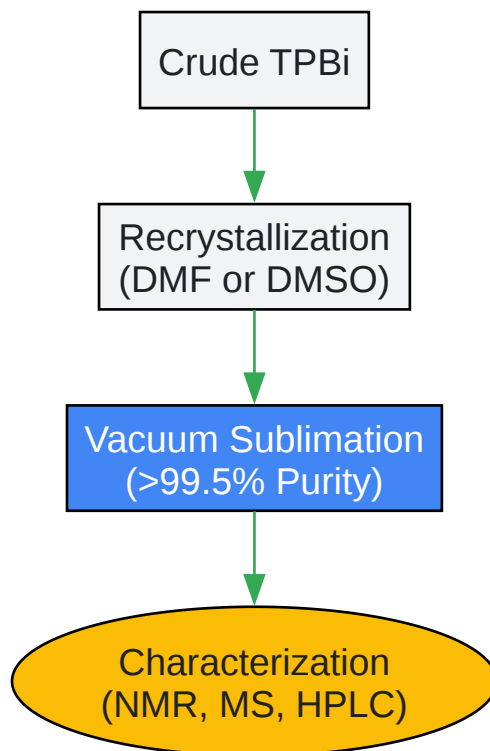 Crude TPBi
Recrystallization
(DMF or DMSO)
Vacuum Sublimation
(>99.5% Purity)
Characterization
(NMR, MS, HPLC)